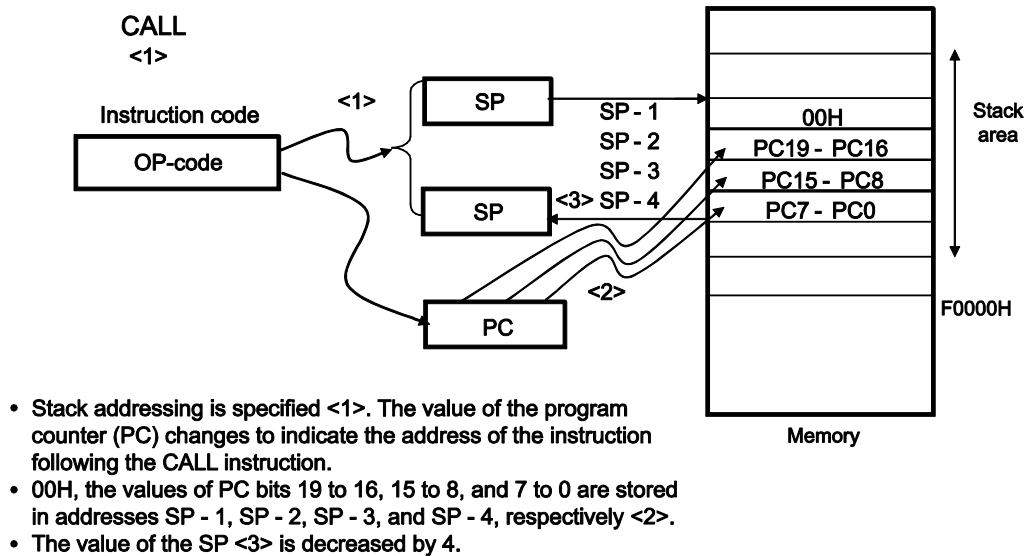 CALL
<1>
Instruction code
OP-code
<1>
SP
SP - 1
SP - 2
SP - 3
<3> SP - 4
SP
<2>
PC
00H
PC19 - PC16
PC15 - PC8
PC7 - PC0
Stack
area
F0000H
Memory
• Stack addressing is specified <1>. The value of the program
counter (PC) changes to indicate the address of the instruction
following the CALL instruction.
• 00H, the values of PC bits 19 to 16, 15 to 8, and 7 to 0 are stored
in addresses SP - 1, SP - 2, SP - 3, and SP - 4, respectively <2>.
• The value of the SP <3> is decreased by 4.